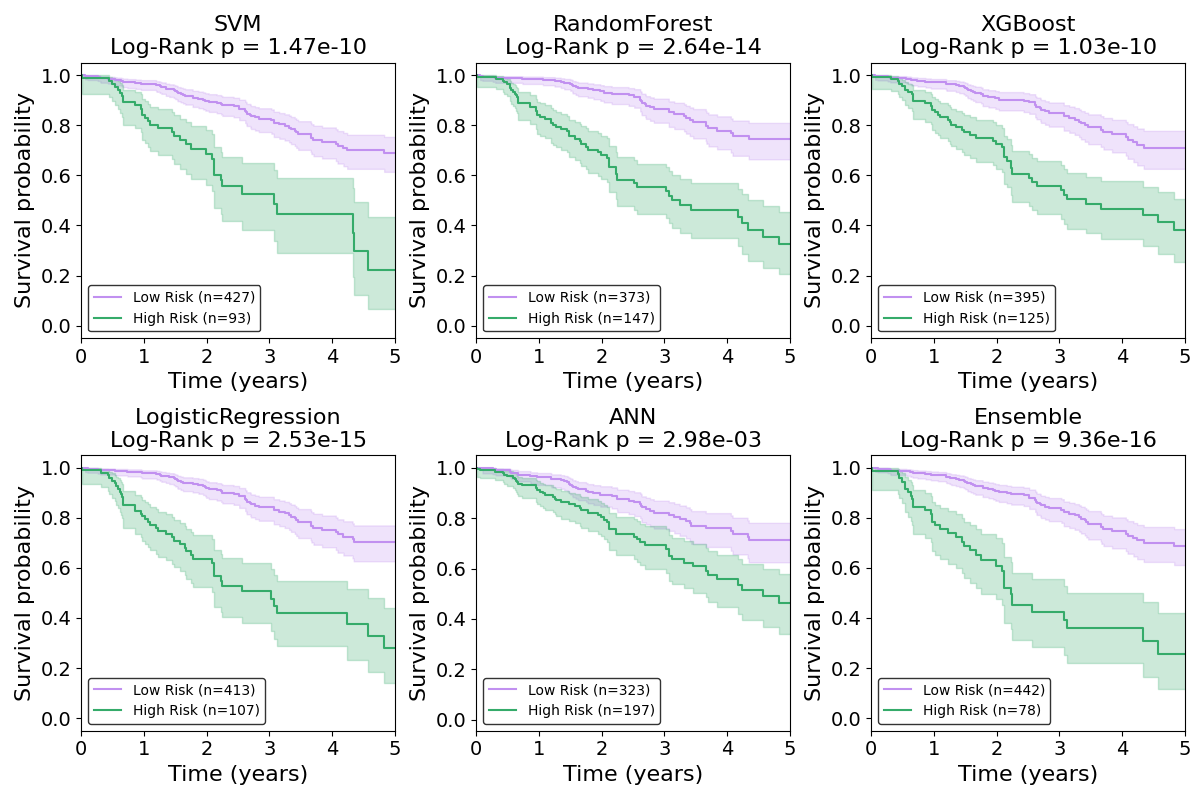 SVM
Log-Rank p = 1.47e-10
Survival probability
1.0
0.8
0.6
0.4
0.2
0.0
Low Risk (n=427)
High Risk (n=93)
0 1 2 3 4 5
Time (years)
RandomForest
Log-Rank p = 2.64e-14
Survival probability
1.0
0.8
0.6
0.4
0.2
0.0
Low Risk (n=373)
High Risk (n=147)
0 1 2 3 4 5
Time (years)
XGBoost
Log-Rank p = 1.03e-10
Survival probability
1.0
0.8
0.6
0.4
0.2
0.0
Low Risk (n=395)
High Risk (n=125)
0 1 2 3 4 5
Time (years)
LogisticRegression
Log-Rank p = 2.53e-15
Survival probability
1.0
0.8
0.6
0.4
0.2
0.0
Low Risk (n=413)
High Risk (n=107)
0 1 2 3 4 5
Time (years)
ANN
Log-Rank p = 2.98e-03
Survival probability
1.0
0.8
0.6
0.4
0.2
0.0
Low Risk (n=323)
High Risk (n=197)
0 1 2 3 4 5
Time (years)
Ensemble
Log-Rank p = 9.36e-16
Survival probability
1.0
0.8
0.6
0.4
0.2
0.0
Low Risk (n=442)
High Risk (n=78)
0 1 2 3 4 5
Time (years)